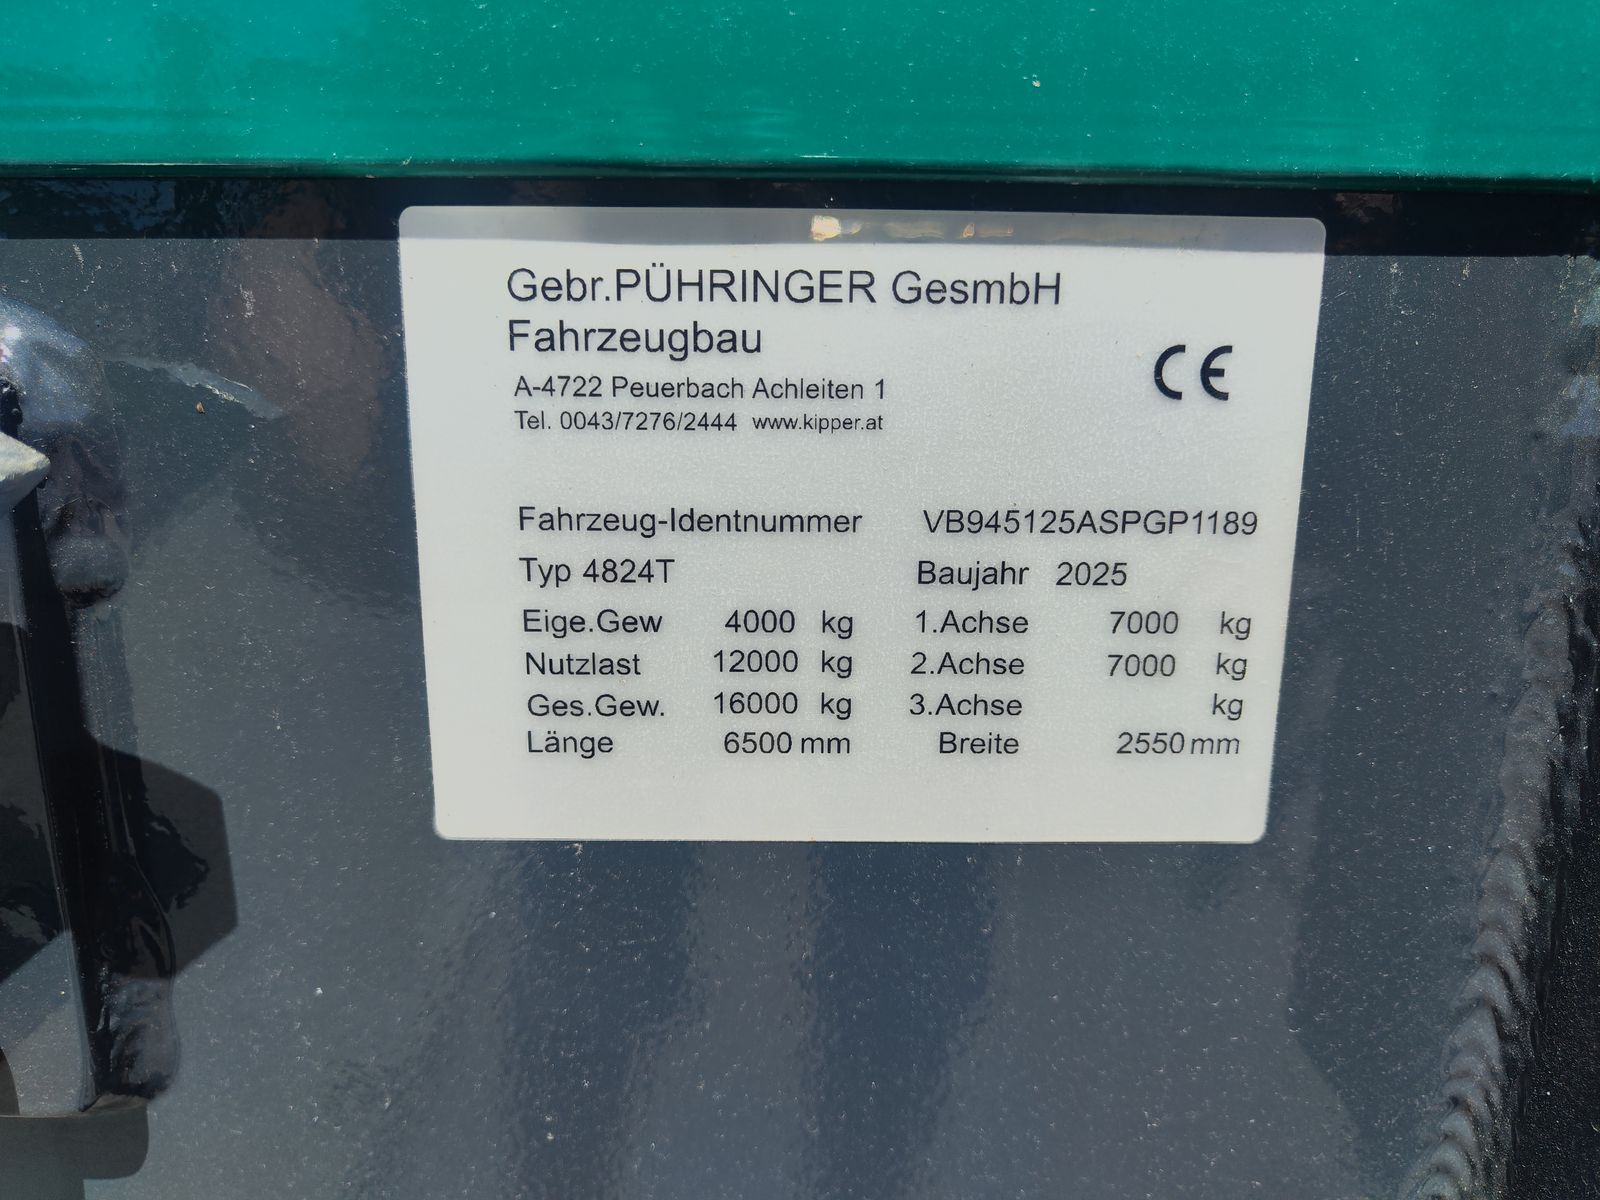 Gebr.PÜHRINGER GesmbH
Fahrzeugbau
A-4722 Peuerbach Achleiten 1
Tel. 0043/7276/2444 www.kipper.at
CE
Fahrzeug-Identnummer VB945125ASPGP1189
Typ 4824T Baujahr 2025
Eige.Gew 4000 kg 1.Achse 7000 kg
Nutzlast 12000 kg 2.Achse 7000 kg
Ges.Gew. 16000 kg 3.Achse kg
Länge 6500 mm Breite 2550 mm